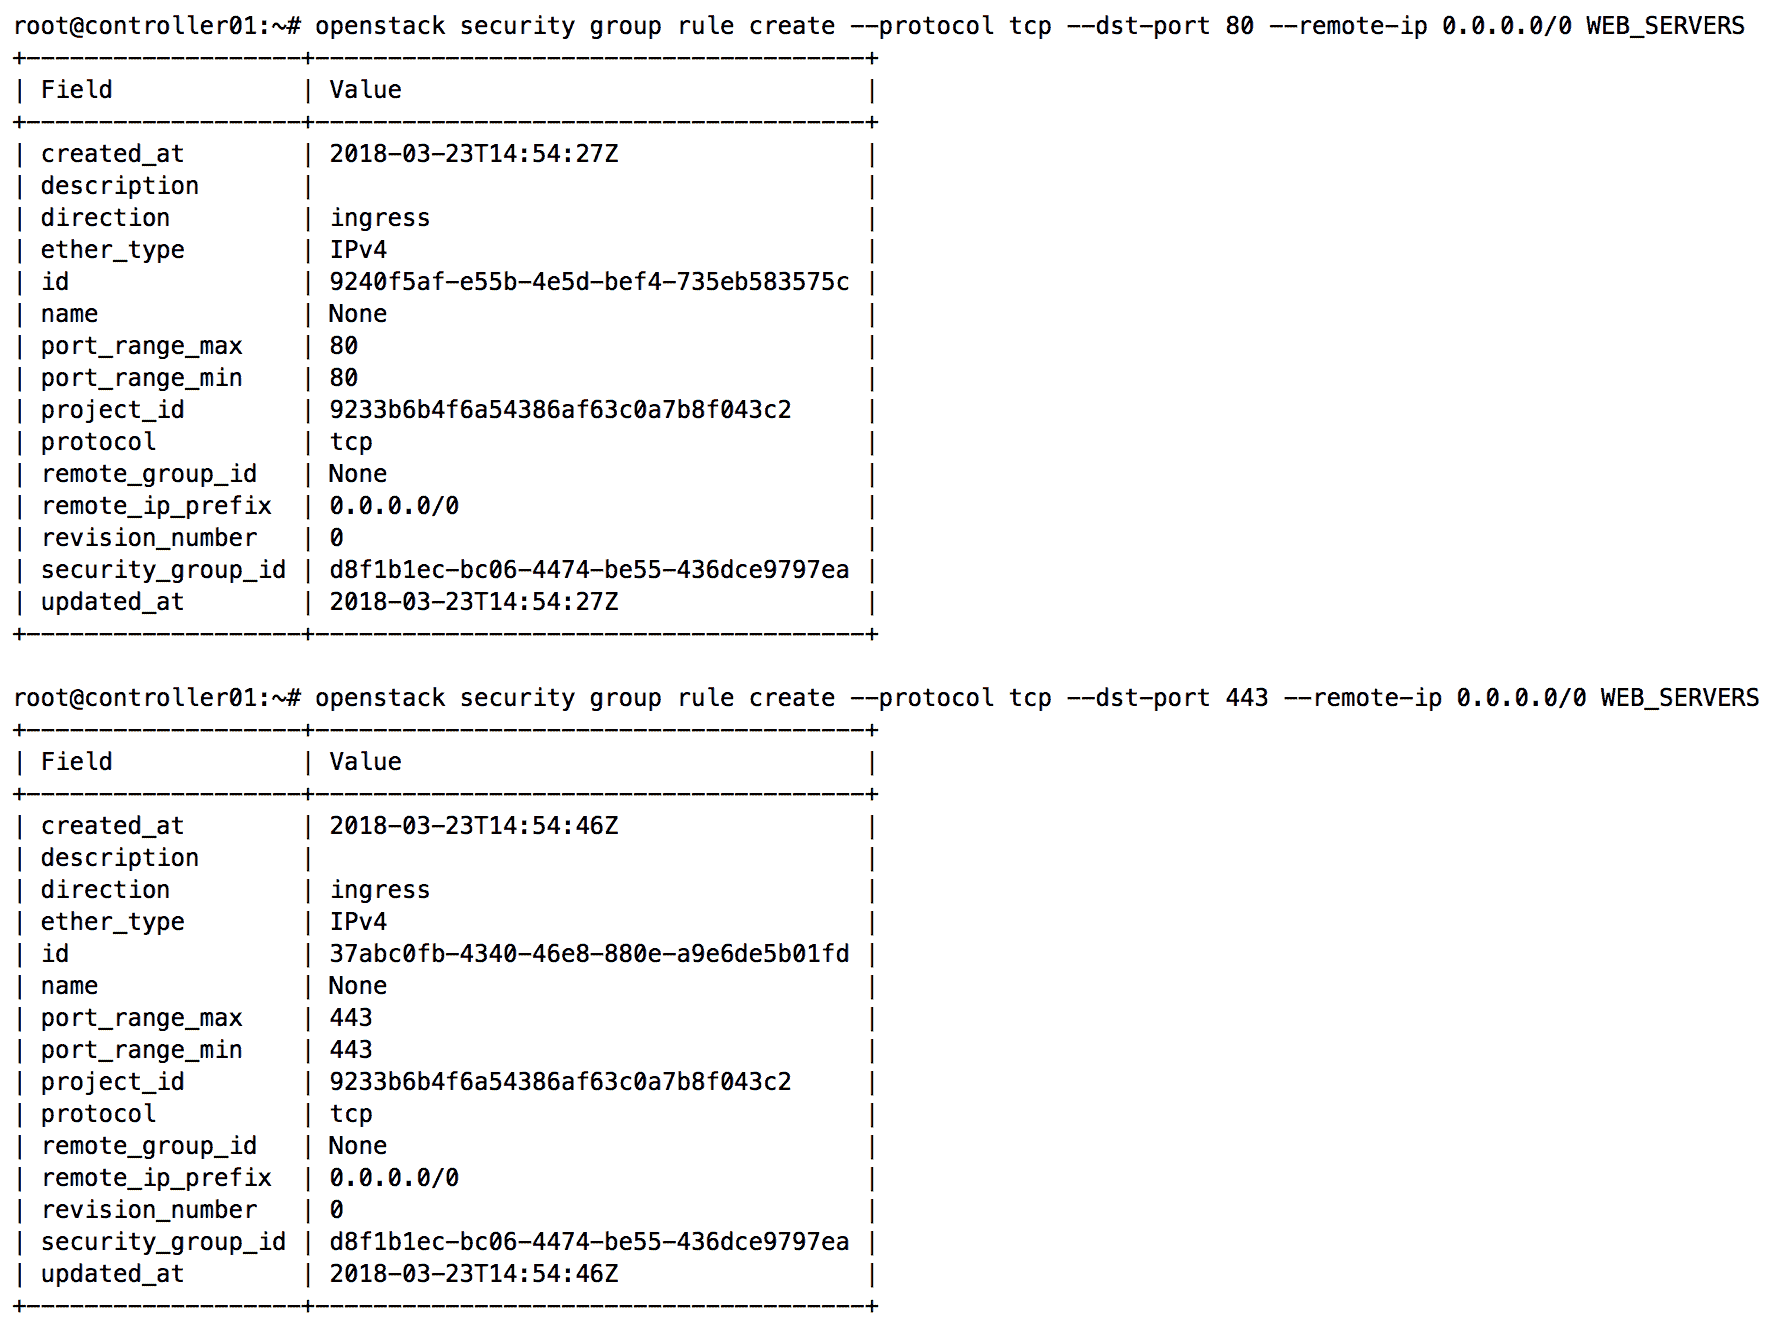 root@controller01:~# openstack security group rule create --protocol tcp --dst-port 80 --remote-ip 0.0.0.0/0 WEB_SERVERS
+-------------------+--------------------------------------+
| Field             | Value                                |
+-------------------+--------------------------------------+
| created_at        | 2018-03-23T14:54:27Z                 |
| description       |                                      |
| direction         | ingress                              |
| ether_type        | IPv4                                 |
| id                | 9240f5af-e55b-4e5d-bef4-735eb583575c |
| name              | None                                 |
| port_range_max    | 80                                   |
| port_range_min    | 80                                   |
| project_id        | 9233b6b4f6a54386af63c0a7b8f043c2     |
| protocol          | tcp                                  |
| remote_group_id   | None                                 |
| remote_ip_prefix  | 0.0.0.0/0                            |
| revision_number   | 0                                    |
| security_group_id | d8f1b1ec-bc06-4474-be55-436dce9797ea |
| updated_at        | 2018-03-23T14:54:27Z                 |
+-------------------+--------------------------------------+

root@controller01:~# openstack security group rule create --protocol tcp --dst-port 443 --remote-ip 0.0.0.0/0 WEB_SERVERS
+-------------------+--------------------------------------+
| Field             | Value                                |
+-------------------+--------------------------------------+
| created_at        | 2018-03-23T14:54:46Z                 |
| description       |                                      |
| direction         | ingress                              |
| ether_type        | IPv4                                 |
| id                | 37abc0fb-4340-46e8-880e-a9e6de5b01fd |
| name              | None                                 |
| port_range_max    | 443                                  |
| port_range_min    | 443                                  |
| project_id        | 9233b6b4f6a54386af63c0a7b8f043c2     |
| protocol          | tcp                                  |
| remote_group_id   | None                                 |
| remote_ip_prefix  | 0.0.0.0/0                            |
| revision_number   | 0                                    |
| security_group_id | d8f1b1ec-bc06-4474-be55-436dce9797ea |
| updated_at        | 2018-03-23T14:54:46Z                 |
+-------------------+--------------------------------------+